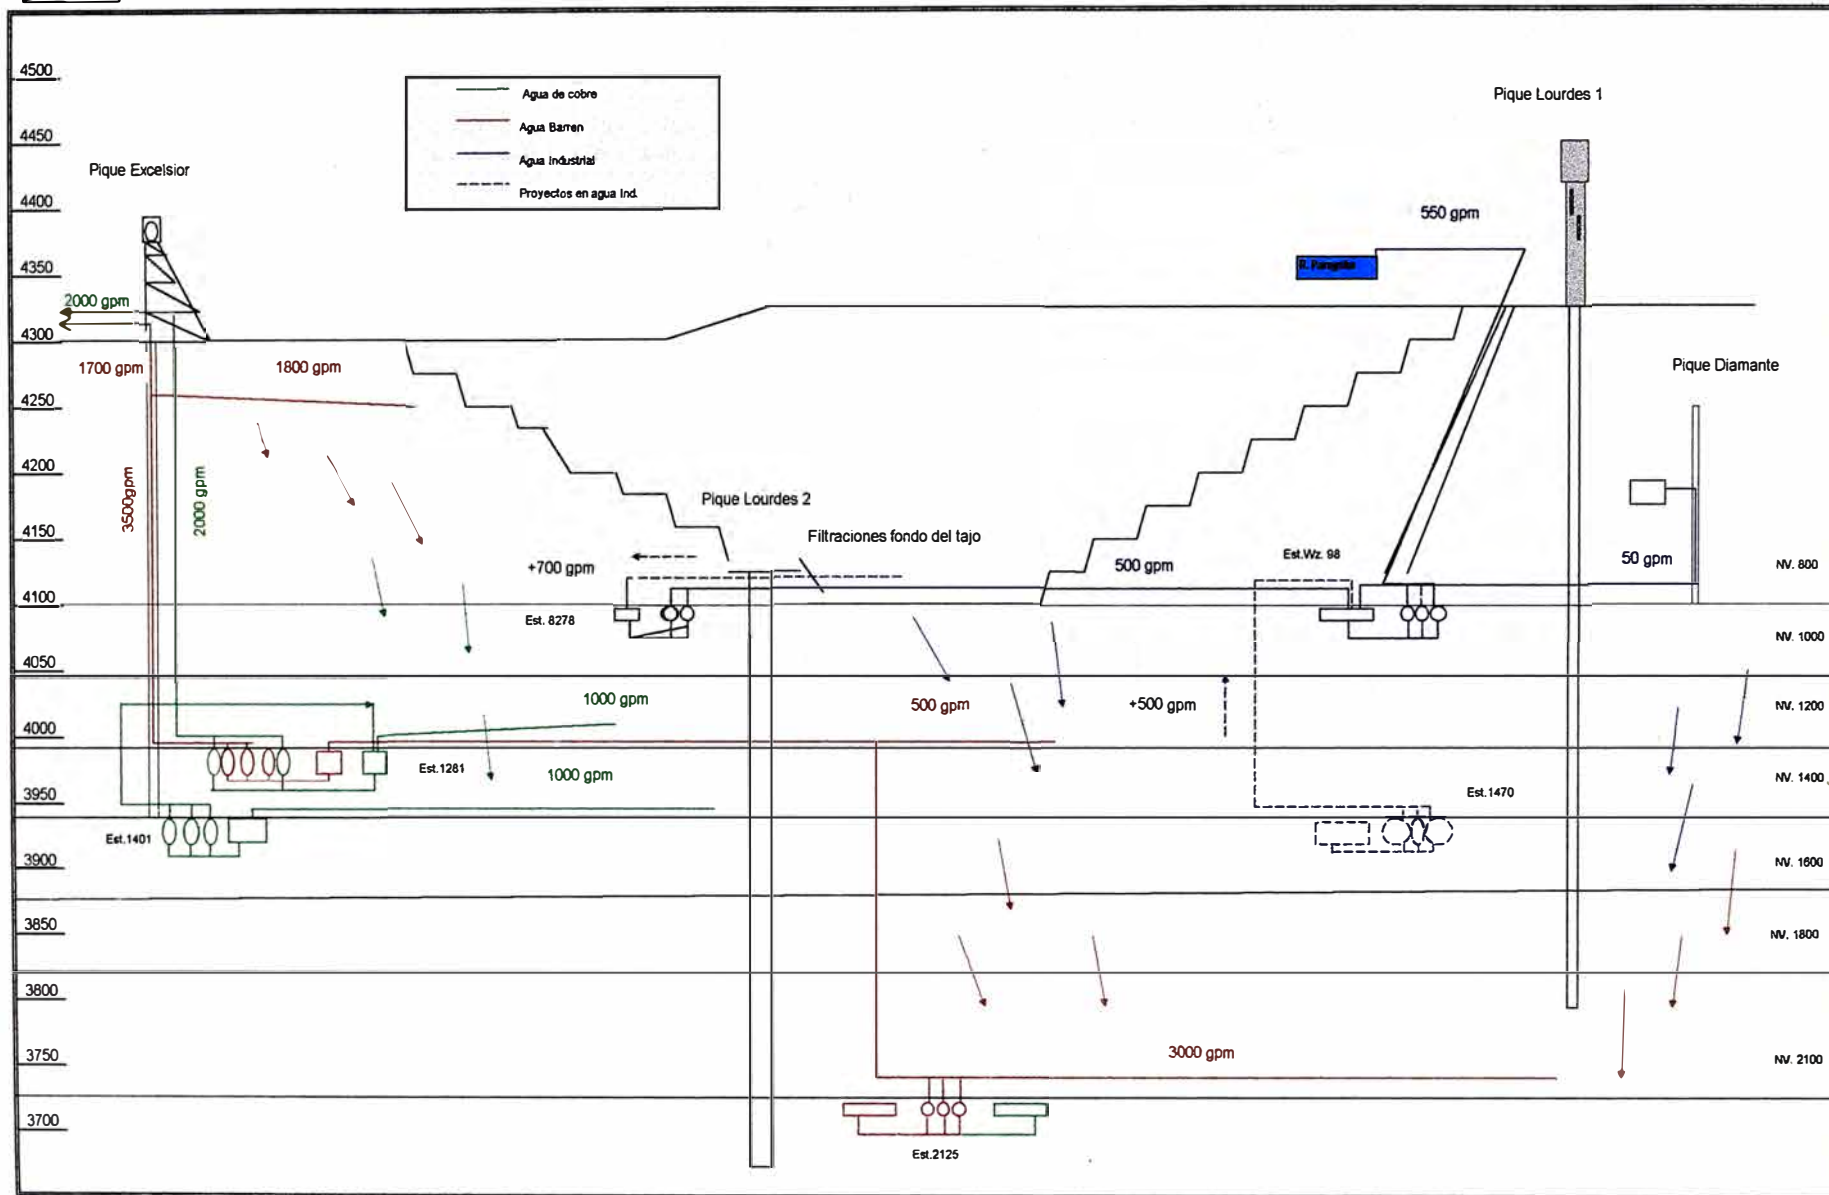 4500
4450
4400
4350
4300
4250
4200
4150
4100
4050
4000
3950
3900
3850
3800
3750
3700
Agua de cobre
Agua Barren
Agua Industrial
Proyectos en agua Ind.
Pique Excelsior
Pique Lourdes 1
550 gpm
2000 gpm
1700 gpm
1800 gpm
Pique Diamante
3500gpm
2000 gpm
Pique Lourdes 2
Filtraciones fondo del tajo
+700 gpm
500 gpm
Est.Wz. 98
50 gpm
NV. 800
Est. 8278
NV. 1000
1000 gpm
500 gpm
+500 gpm
NV. 1200
Est.1281
1000 gpm
NV. 1400
Est.1470
Est.1401
NV. 1600
NV. 1800
3000 gpm
NV. 2100
Est.2125